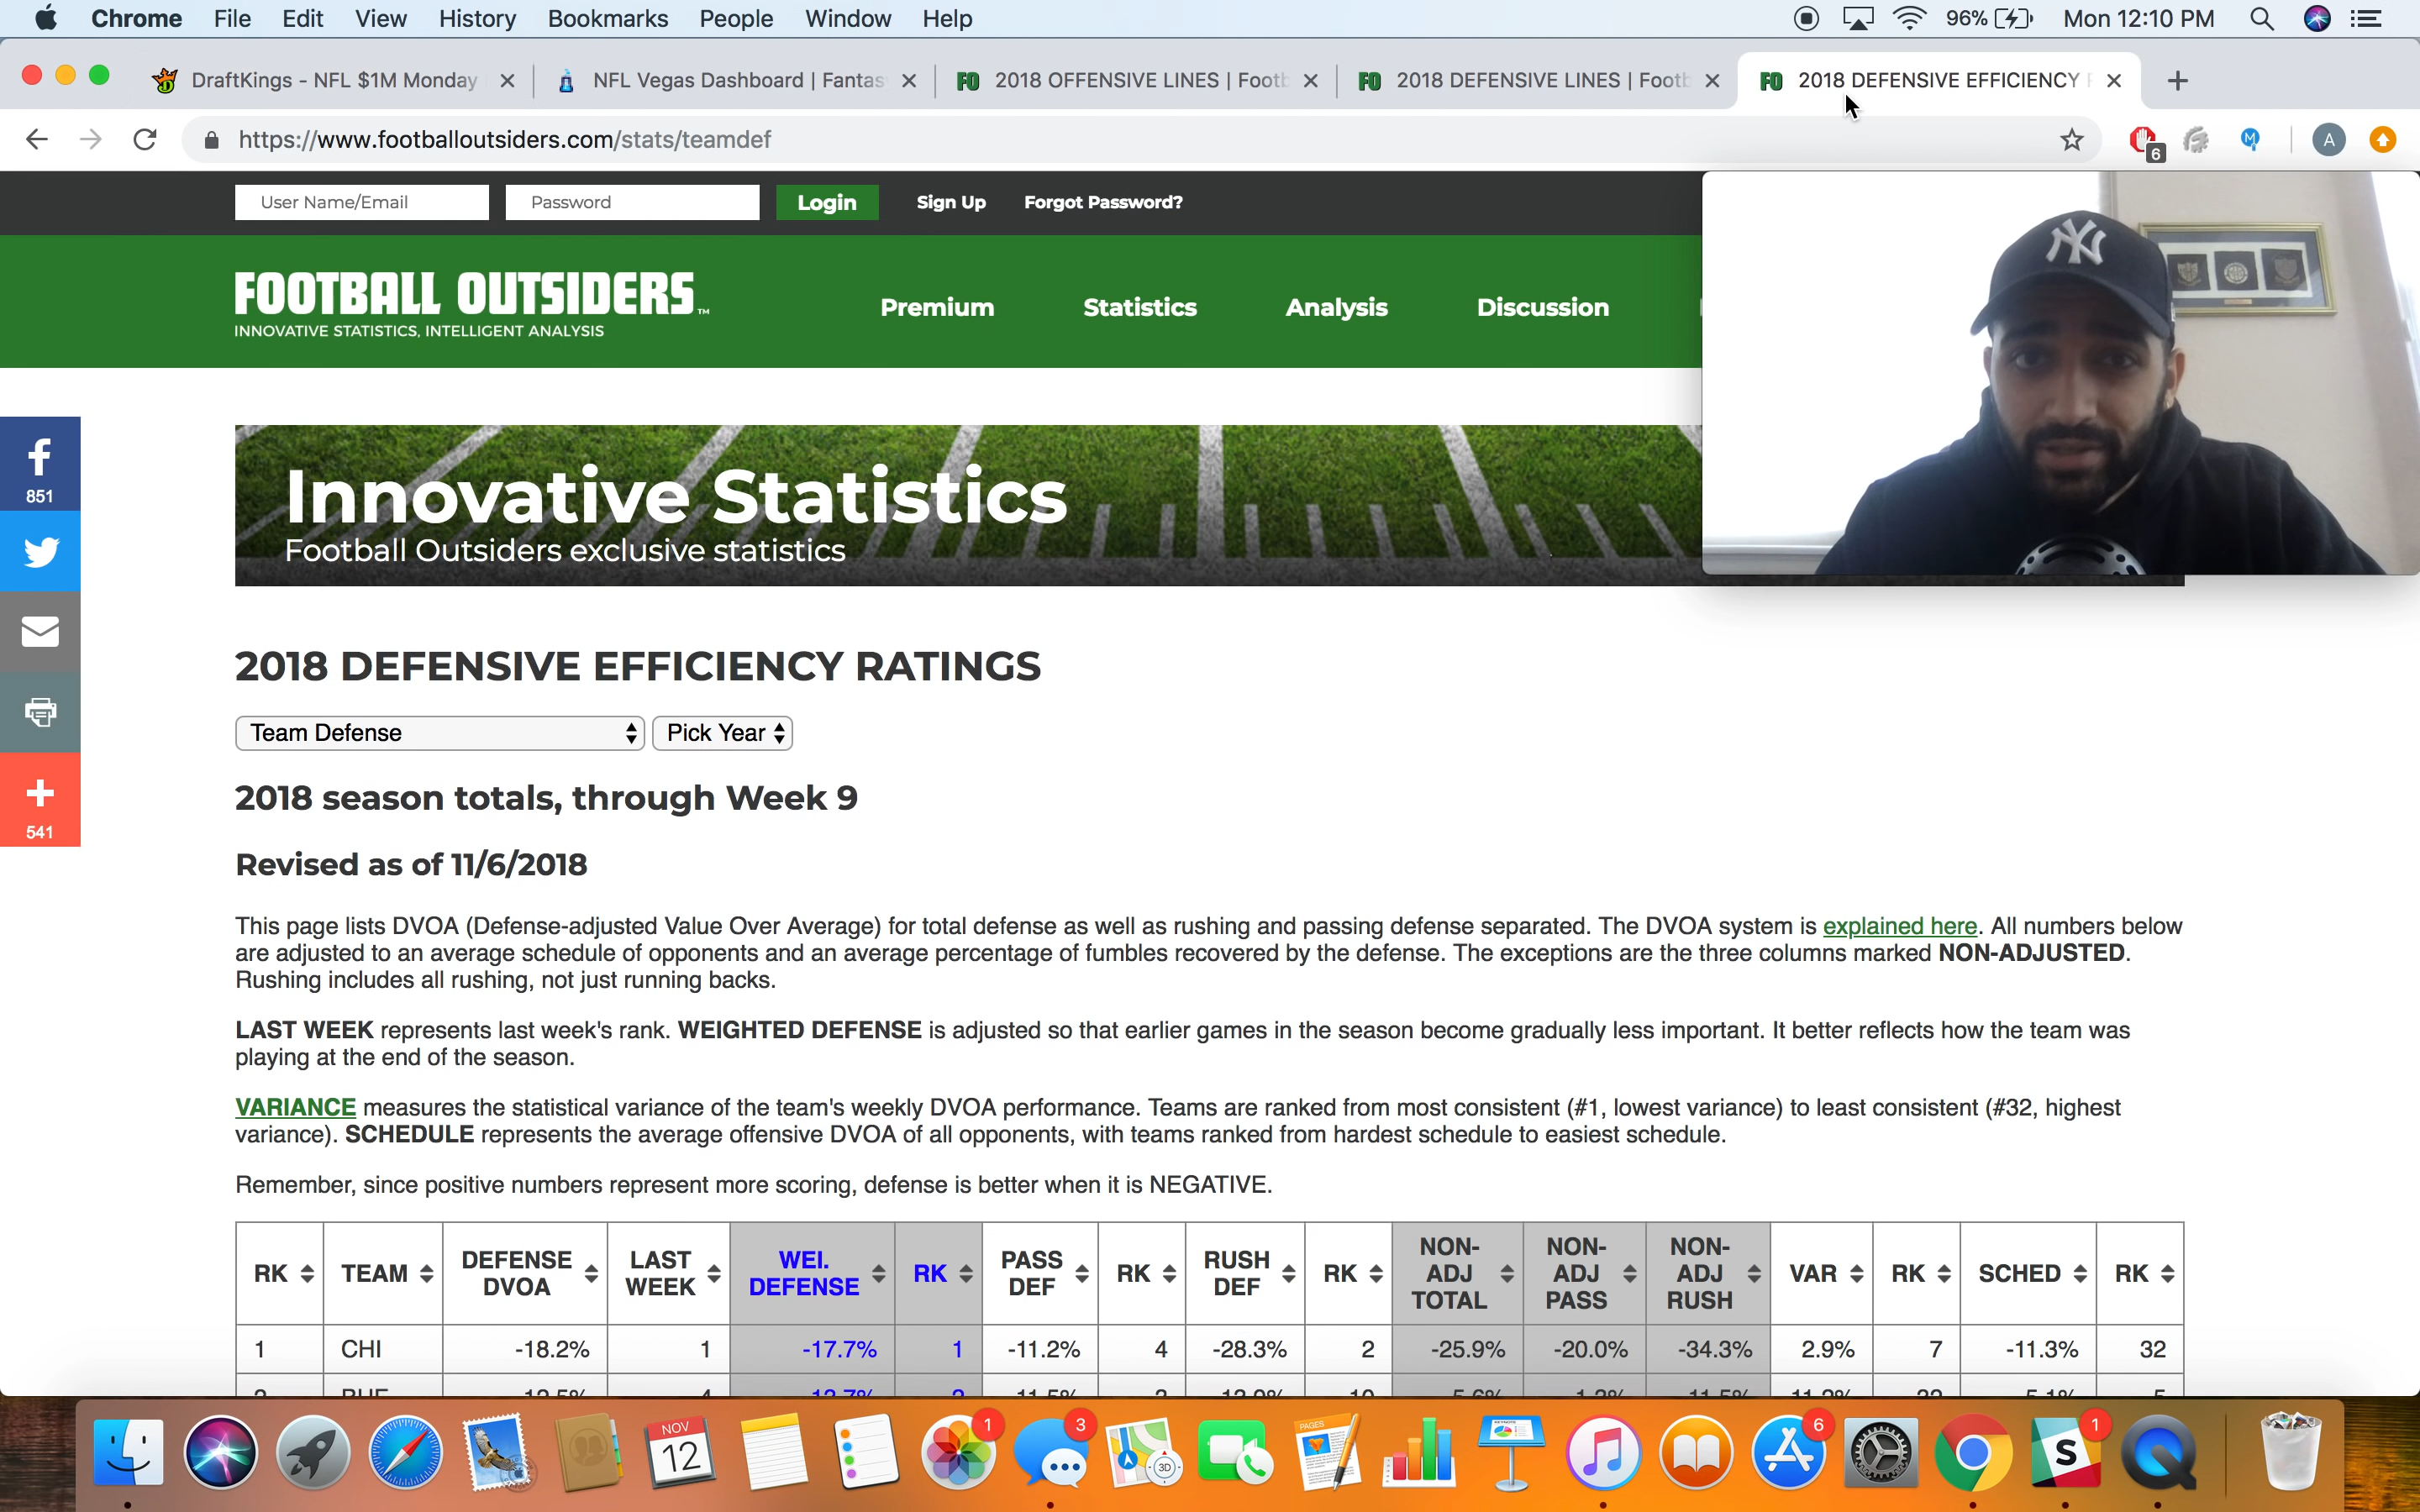 Chrome File Edit View History Bookmarks People Window Help 96% Mon 12:10 PM
DraftKings - NFL $1M Monday
NFL Vegas Dashboard | Fantas
FO 2018 OFFENSIVE LINES | Footb
FO 2018 DEFENSIVE LINES | Footb
FO 2018 DEFENSIVE EFFICIENCY
https://www.footballoutsiders.com/stats/teamdef
6
M
A
User Name/Email Password Login Sign Up Forgot Password?
NY
FOOTBALL OUTSIDERS™
INNOVATIVE STATISTICS, INTELLIGENT ANALYSIS
Premium Statistics Analysis Discussion
851
541
Innovative Statistics
Football Outsiders exclusive statistics
2018 DEFENSIVE EFFICIENCY RATINGS
Team Defense Pick Year
2018 season totals, through Week 9
Revised as of 11/6/2018
This page lists DVOA (Defense-adjusted Value Over Average) for total defense as well as rushing and passing defense separated. The DVOA system is explained here. All numbers below
are adjusted to an average schedule of opponents and an average percentage of fumbles recovered by the defense. The exceptions are the three columns marked NON-ADJUSTED.
Rushing includes all rushing, not just running backs.
LAST WEEK represents last week's rank. WEIGHTED DEFENSE is adjusted so that earlier games in the season become gradually less important. It better reflects how the team was
playing at the end of the season.
VARIANCE measures the statistical variance of the team's weekly DVOA performance. Teams are ranked from most consistent (#1, lowest variance) to least consistent (#32, highest
variance). SCHEDULE represents the average offensive DVOA of all opponents, with teams ranked from hardest schedule to easiest schedule.
Remember, since positive numbers represent more scoring, defense is better when it is NEGATIVE.
RK TEAM DEFENSE DVOA LAST WEEK WEI. DEFENSE RK PASS DEF RK RUSH DEF RK NON-ADJ TOTAL NON-ADJ PASS NON-ADJ RUSH VAR RK SCHED RK
1 CHI -18.2% 1 -17.7% 1 -11.2% 4 -28.3% 2 -25.9% -20.0% -34.3% 2.9% 7 -11.3% 32
NOV
12
1
3
3D
PAGES
KEYNOTE
6
S
1